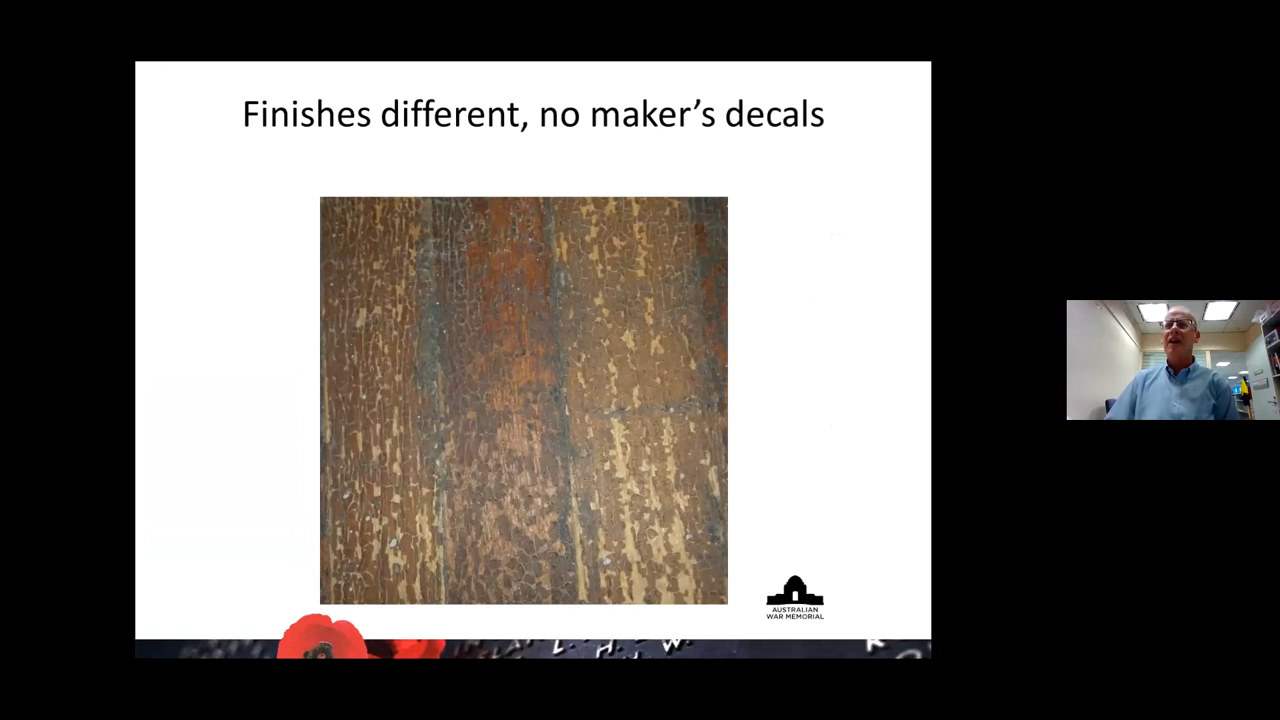 Finishes different, no maker's decals
AUSTRALIAN
WAR MEMORIAL
L. H.
W.